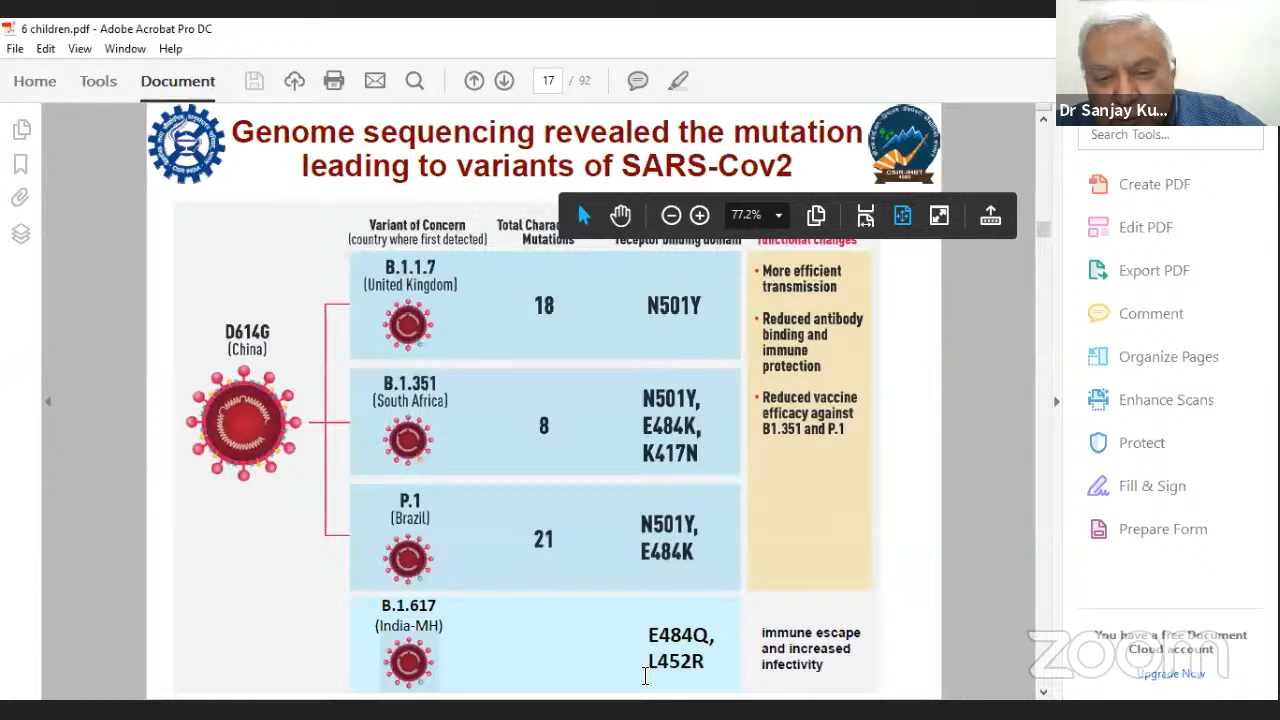 6 children.pdf - Adobe Acrobat Pro DC
File Edit View Window Help
Home Tools Document
17 / 92
Dr Sanjay Ku...
Search Tools...
Genome sequencing revealed the mutation
leading to variants of SARS-Cov2
CSIR-IHBT
77.2%
Variant of Concern
(country where first detected)
Total Charac
Mutations
receptor binding domain
functional changes
D614G
(China)
B.1.1.7
(United Kingdom)
18
N501Y
B.1.351
(South Africa)
8
N501Y,
E484K,
K417N
P.1
(Brazil)
21
N501Y,
E484K
B.1.617
(India-MH)
E484Q,
L452R
• More efficient
transmission
• Reduced antibody
binding and
immune
protection
• Reduced vaccine
efficacy against
B1.351 and P.1
immune escape
and increased
infectivity
Create PDF
Edit PDF
Export PDF
Comment
Organize Pages
Enhance Scans
Protect
Fill & Sign
Prepare Form
You have a free Document
Cloud account
Upgrade Now
zoom